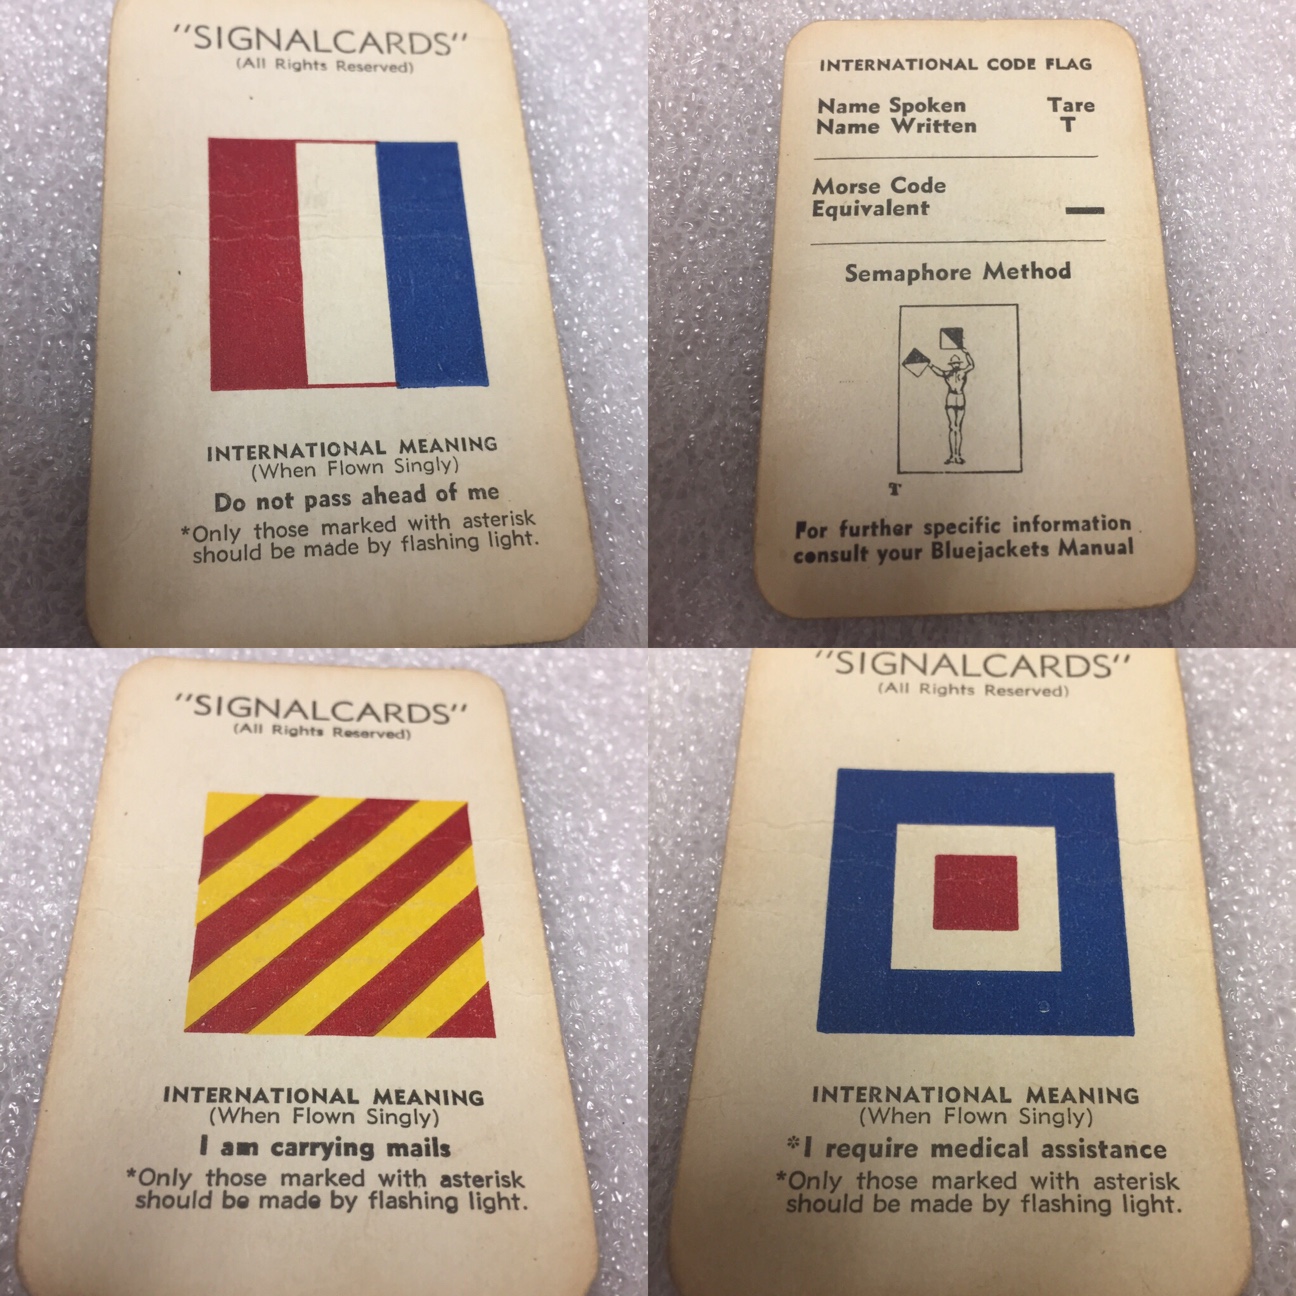 "SIGNALCARDS"
(All Rights Reserved)
INTERNATIONAL MEANING
(When Flown Singly)
Do not pass ahead of me
*Only those marked with asterisk
should be made by flashing light.
INTERNATIONAL CODE FLAG
Name Spoken Tare
Name Written T
Morse Code
Equivalent
Semaphore Method
T
For further specific information
consult your Bluejackets Manual
"SIGNALCARDS"
(All Rights Reserved)
INTERNATIONAL MEANING
(When Flown Singly)
I am carrying mails
*Only those marked with asterisk
should be made by flashing light.
"SIGNALCARDS"
(All Rights Reserved)
INTERNATIONAL MEANING
(When Flown Singly)
*I require medical assistance
*Only those marked with asterisk
should be made by flashing light.